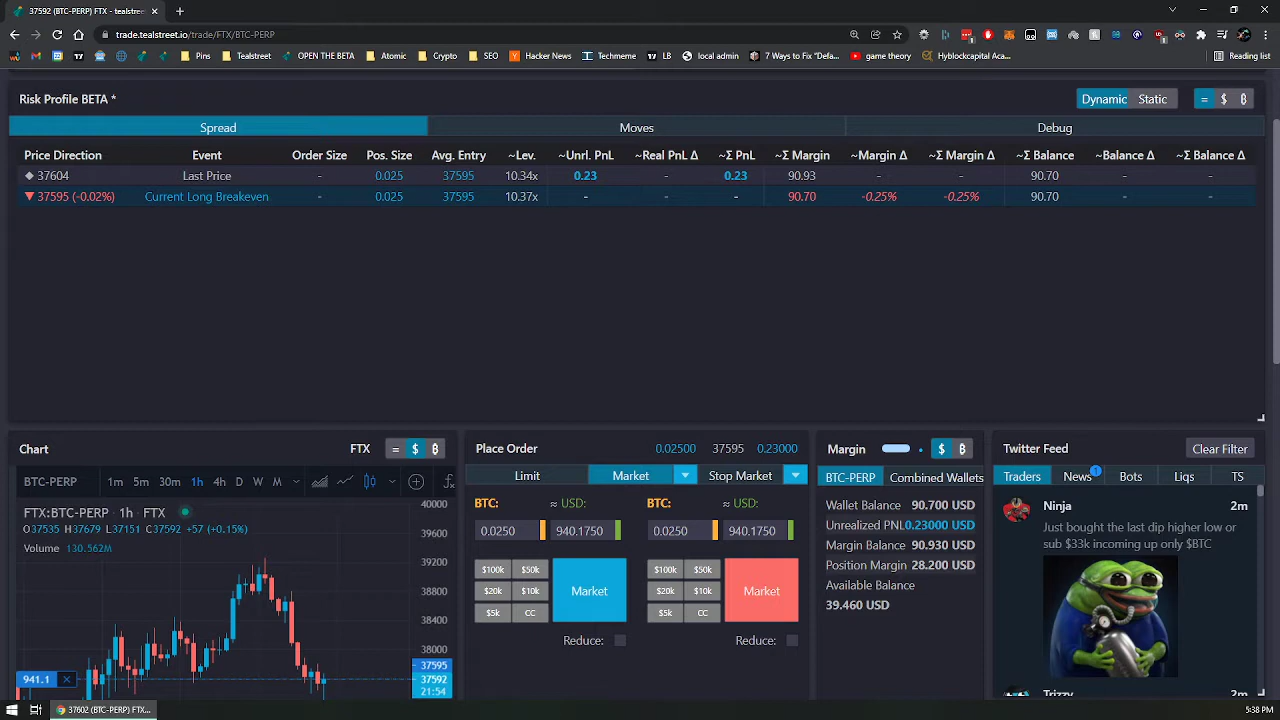 37592 (BTC-PERP) FTX - tealstree
trade.tealstreet.io/trade/FTX/BTC-PERP
Pins
Tealstreet
OPEN THE BETA
Atomic
Crypto
SEO
Hacker News
Techmeme
LB
local admin
7 Ways to Fix "Defa...
game theory
Hyblockcapital Aca...
Reading list
Risk Profile BETA *
Dynamic Static = $ ₿
Spread Moves Debug
Price Direction Event Order Size Pos. Size Avg. Entry ~Lev. ~Unrl. PnL ~Real PnL Δ ~Σ PnL ~Σ Margin ~Margin Δ ~Σ Margin Δ ~Σ Balance ~Balance Δ ~Σ Balance Δ
37604 Last Price - 0.025 37595 10.34x 0.23 - 0.23 90.93 - - 90.70 - -
37595 (-0.02%) Current Long Breakeven - 0.025 37595 10.37x - - - 90.70 -0.25% -0.25% 90.70 - -
Chart FTX = $ ₿
BTC-PERP 1m 5m 30m 1h 4h D W M
FTX:BTC-PERP · 1h · FTX
O37535 H37679 L37151 C37592 +57 (+0.15%)
Volume 130.562M
40000
39600
39200
38800
38400
38000
37595
37592
21:54
941.1
Place Order 0.02500 37595 0.23000
Limit Market Stop Market
BTC: ≈ USD: BTC: ≈ USD:
0.0250 940.1750 0.0250 940.1750
$100k $50k $100k $50k
$20k $10k Market $20k $10k Market
$5k CC $5k CC
Reduce: Reduce:
Margin $ ₿
BTC-PERP Combined Wallets
Wallet Balance 90.700 USD
Unrealized PNL 0.23000 USD
Margin Balance 90.930 USD
Position Margin 28.200 USD
Available Balance
39.460 USD
Twitter Feed Clear Filter
Traders News 1 Bots Liqs TS
Ninja 2m
Just bought the last dip higher low or
sub $33k incoming up only $BTC
2m
37602 (BTC-PERP) FTX...
5:38 PM